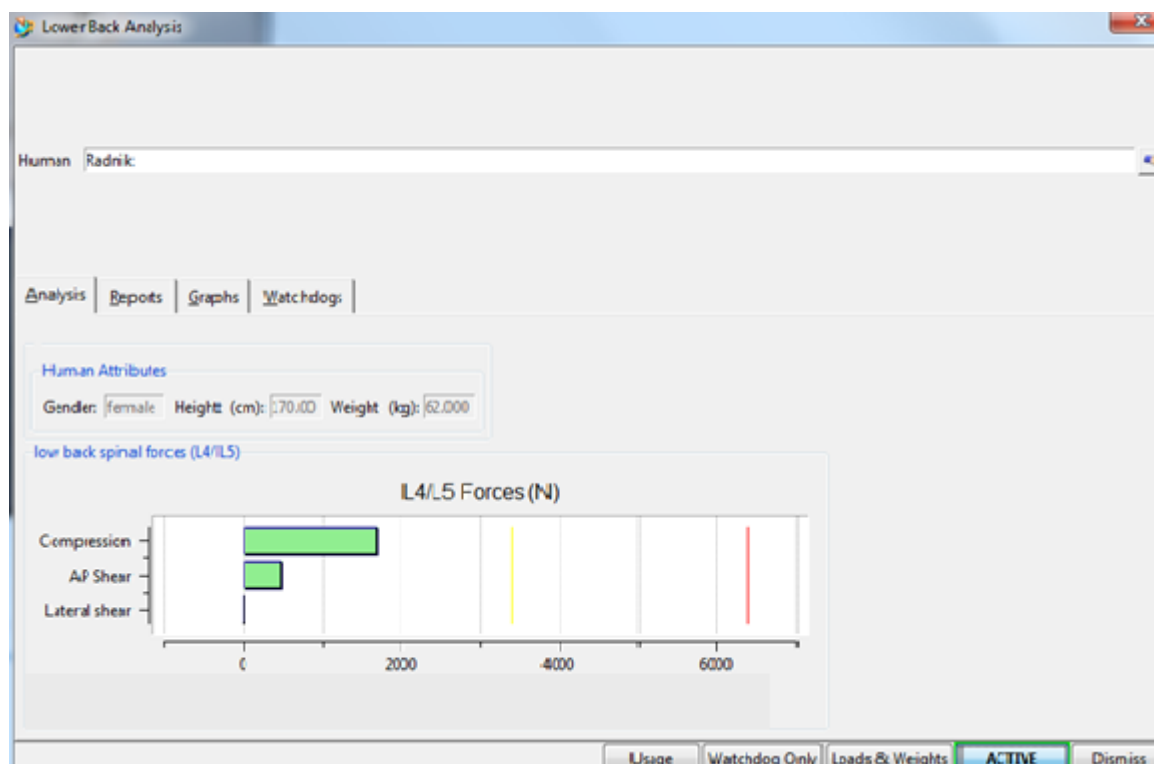 Lower Back Analysis
Human Radnik:
Analysis Reports Graphs Watchdogs
Human Attributes
Gender: female Height (cm): 170.00 Weight (kg): 62.000
low back spinal forces (L4/L5)
L4/L5 Forces (N)
Compression
AP Shear
Lateral shear
0 2000 4000 6000
Usage Watchdog Only Loads & Weights ACTIVE Dismiss